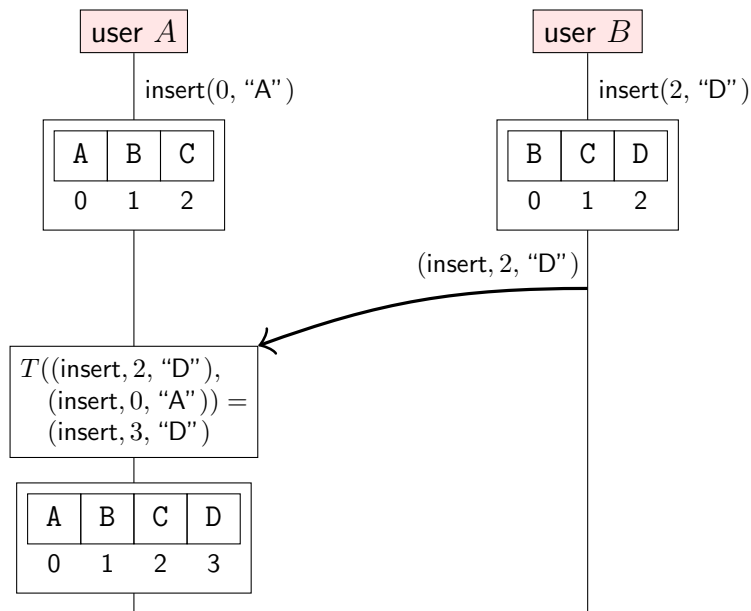 user A
user B
insert(0, “A”)
insert(2, “D”)
A B C
0 1 2
B C D
0 1 2
(insert, 2, “D”)
T((insert, 2, “D”),
(insert, 0, “A”)) =
(insert, 3, “D”)
A B C D
0 1 2 3